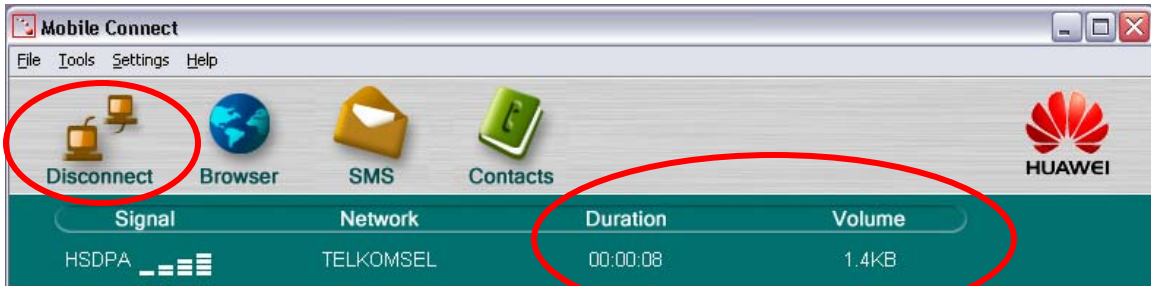 Mobile Connect
File Tools Settings Help
Disconnect Browser SMS Contacts HUAWEI
Signal Network Duration Volume
HSDPA TELKOMSEL 00:00:08 1.4KB